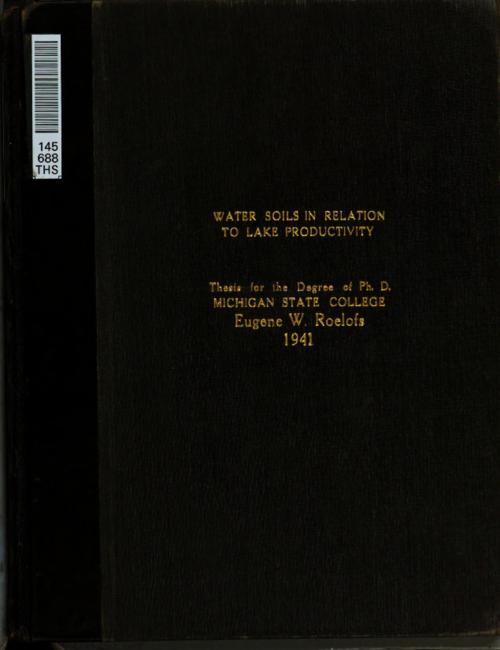 145
688
THS
WATER SOILS IN RELATION
TO LAKE PRODUCTIVITY
Thesis for the Degree of Ph. D.
MICHIGAN STATE COLLEGE
Eugene W. Roelofs
1941